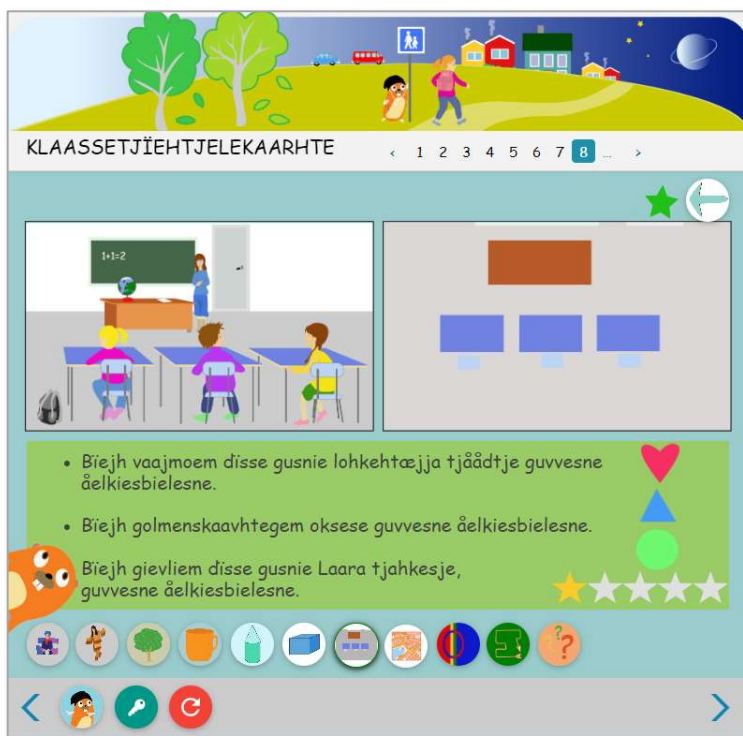 KLAASSETJÏEHTJELEKAARHTE
‹ 1 2 3 4 5 6 7 8 ... ›
1+1=2
• Bïejh vaajmoem dïsse gusnie lohkehtæjja tjåådtje guvvesne
åelkiesbielesne.
• Bïejh golmenskaavhtegem oksese guvvesne åelkiesbielesne.
Bïejh gievliem dïsse gusnie Laara tjahkesje,
guvvesne åelkiesbielesne.
???